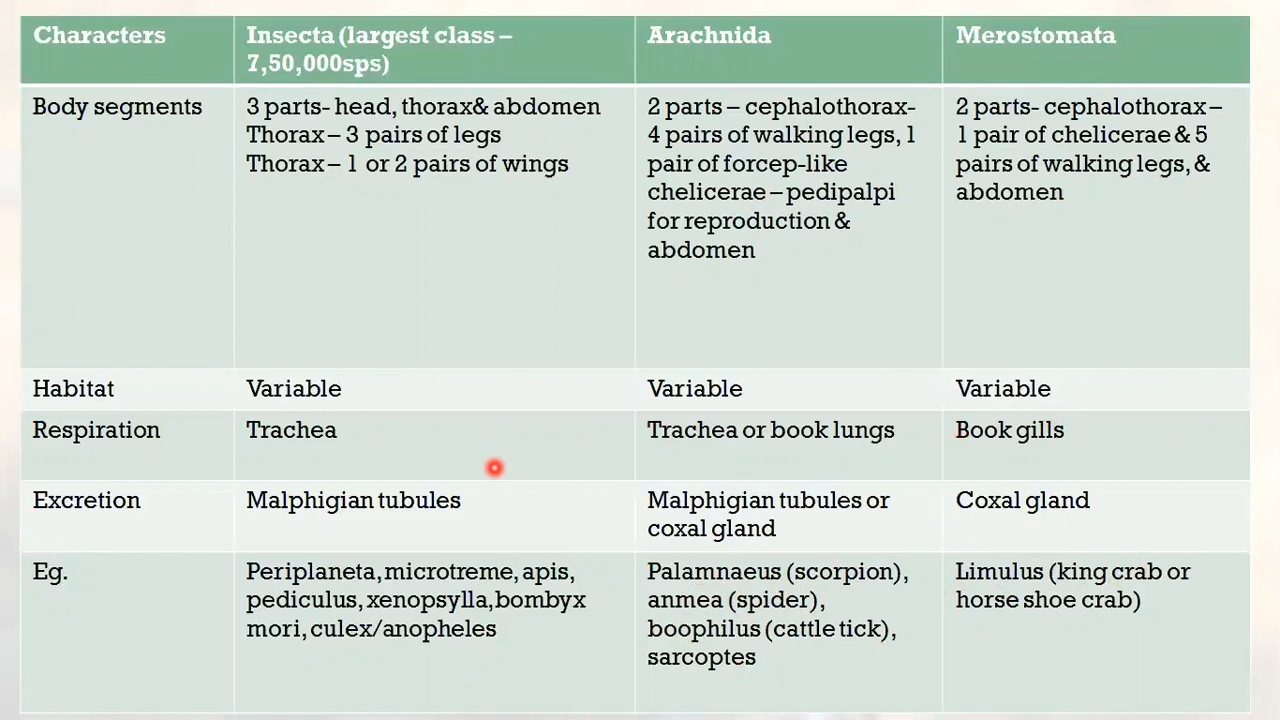 Characters
Insecta (largest class –
7,50,000sps)
Arachnida
Merostomata
Body segments
3 parts- head, thorax& abdomen
Thorax – 3 pairs of legs
Thorax – 1 or 2 pairs of wings
2 parts – cephalothorax-
4 pairs of walking legs, 1
pair of forcep-like
chelicerae – pedipalpi
for reproduction &
abdomen
2 parts- cephalothorax –
1 pair of chelicerae & 5
pairs of walking legs, &
abdomen
Habitat
Variable
Variable
Variable
Respiration
Trachea
Trachea or book lungs
Book gills
Excretion
Malphigian tubules
Malphigian tubules or
coxal gland
Coxal gland
Eg.
Periplaneta, microtreme, apis,
pediculus, xenopsylla, bombyx
mori, culex/anopheles
Palamnaeus (scorpion),
anmea (spider),
boophilus (cattle tick),
sarcoptes
Limulus (king crab or
horse shoe crab)